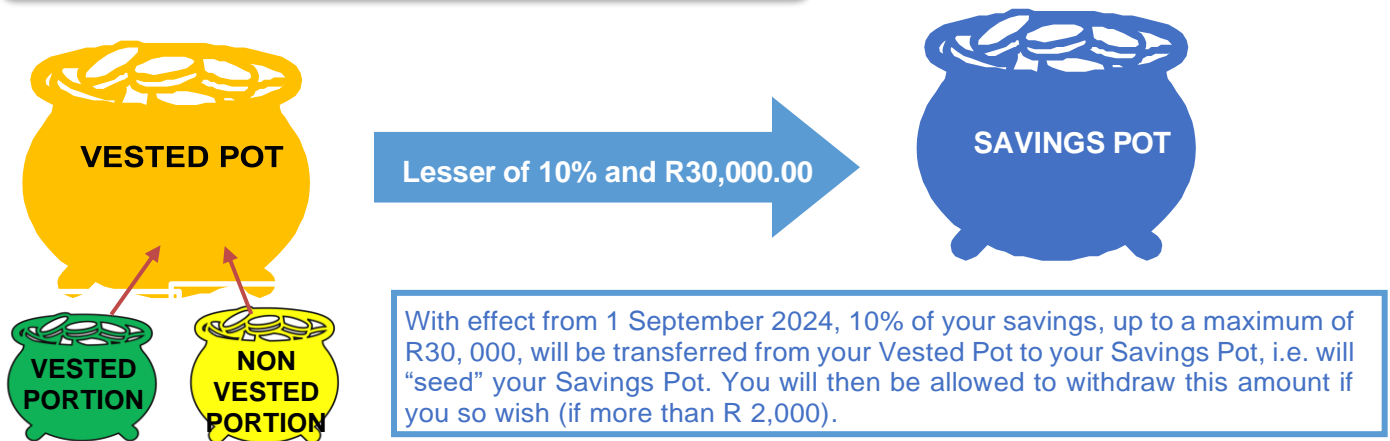 VESTED POT
Lesser of 10% and R30,000.00
SAVINGS POT
VESTED
PORTION
NON
VESTED
PORTION
With effect from 1 September 2024, 10% of your savings, up to a maximum of
R30, 000, will be transferred from your Vested Pot to your Savings Pot, i.e. will
“seed” your Savings Pot. You will then be allowed to withdraw this amount if
you so wish (if more than R 2,000).